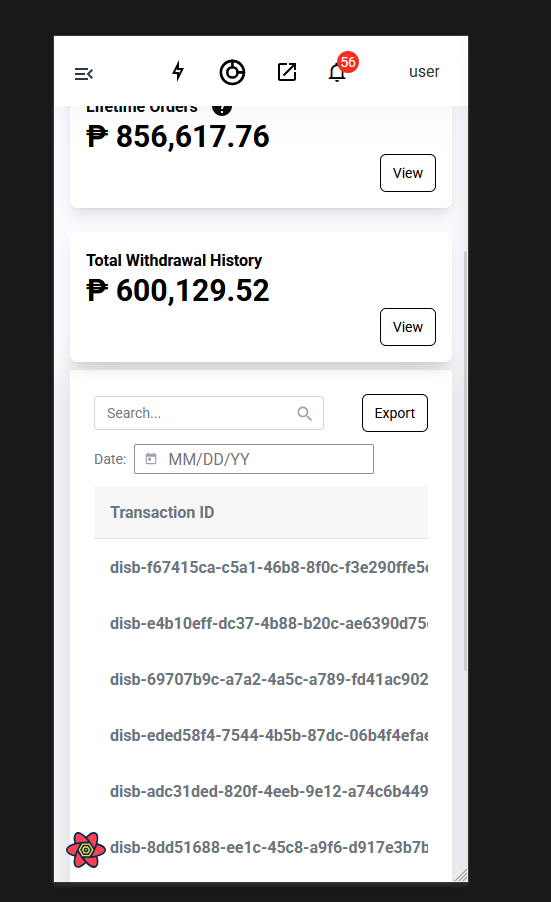 56
user
Lifetime Orders ?
₱ 856,617.76
View
Total Withdrawal History
₱ 600,129.52
View
Search...
Export
Date:
MM/DD/YY
Transaction ID
disb-f67415ca-c5a1-46b8-8f0c-f3e290ffe5
disb-e4b10eff-dc37-4b88-b20c-ae6390d75
disb-69707b9c-a7a2-4a5c-a789-fd41ac902
disb-eded58f4-7544-4b5b-87dc-06b4f4efae
disb-adc31ded-820f-4eeb-9e12-a74c6b449
disb-8dd51688-ee1c-45c8-a9f6-d917e3b7b